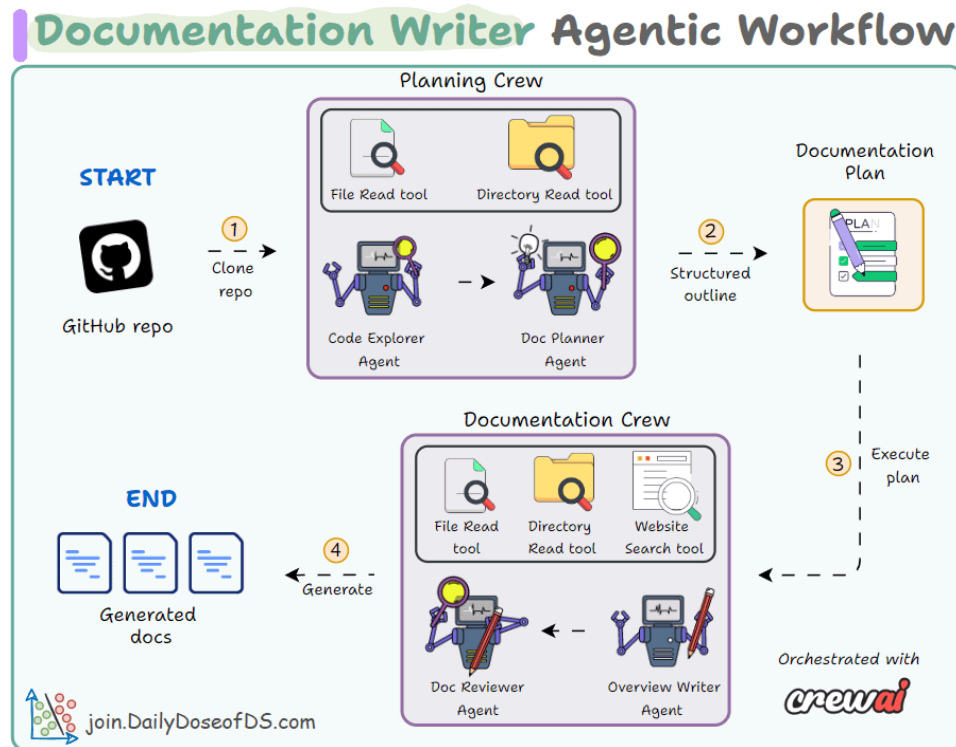 Documentation Writer Agentic Workflow
Planning Crew
File Read tool
Directory Read tool
START
1
Clone
repo
GitHub repo
Code Explorer
Agent
Doc Planner
Agent
2
Structured
outline
Documentation
Plan
PLAN
3
Execute
plan
Documentation Crew
File Read
tool
Directory
Read tool
Website
Search tool
Doc Reviewer
Agent
Overview Writer
Agent
4
Generate
END
Generated
docs
Orchestrated with
crewai
join.DailyDoseofDS.com